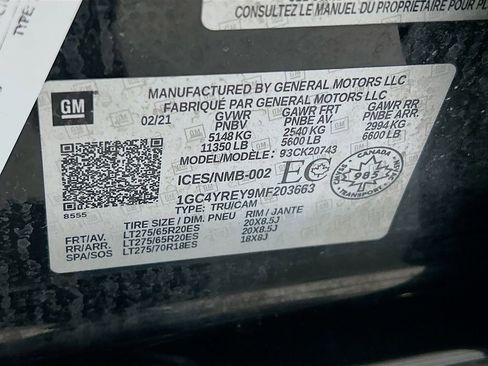 CONSULTEZ LE MANUEL DU PROPRIÉTAIRE POUR PL
TYPE:
GM
MANUFACTURED BY GENERAL MOTORS LLC
FABRIQUÉ PAR GENERAL MOTORS LLC
02/21 GVWR GAWR FRT GAWR RR
PNBV PNBE AV. PNBE ARR
5148 KG 2540 KG 2994 KG
11350 LB 5600 LB 6600 LB
MODEL/MODÈLE: 93CK20743
ICES/NMB-002 EC
CANADA
985
1GC4YREY9MF203663
8555
TYPE: TRU/CAM
TIRE SIZE / DIM. PNEU RIM / JANTE
FRT/AV. LT275/65R20ES 20X8.5J
RR/ARR. LT275/65R20ES 20X8.5J
SPA/SOS LT275/70R18ES 18X8J